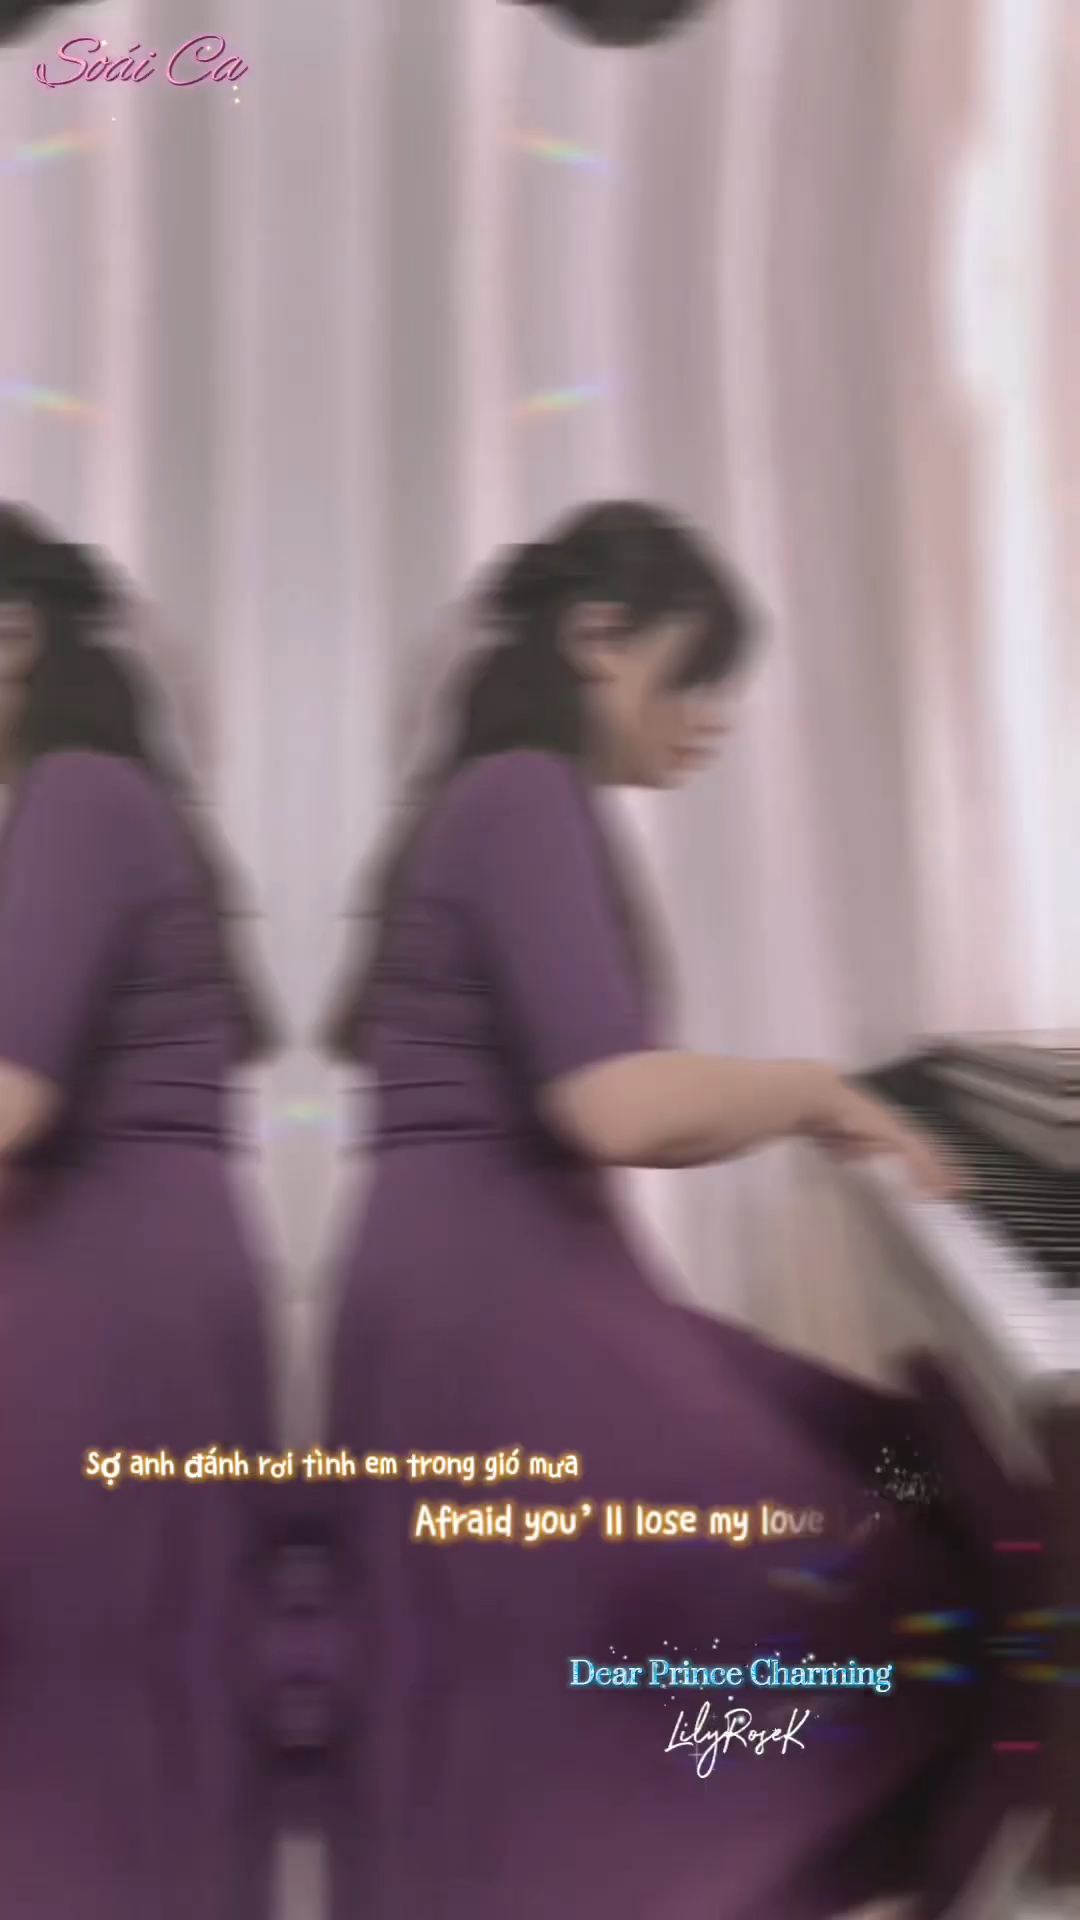 Soái Ca
Sợ anh đánh rơi tình em trong gió mưa
Afraid you' ll lose my love
Dear Prince Charming
LilyRoseK